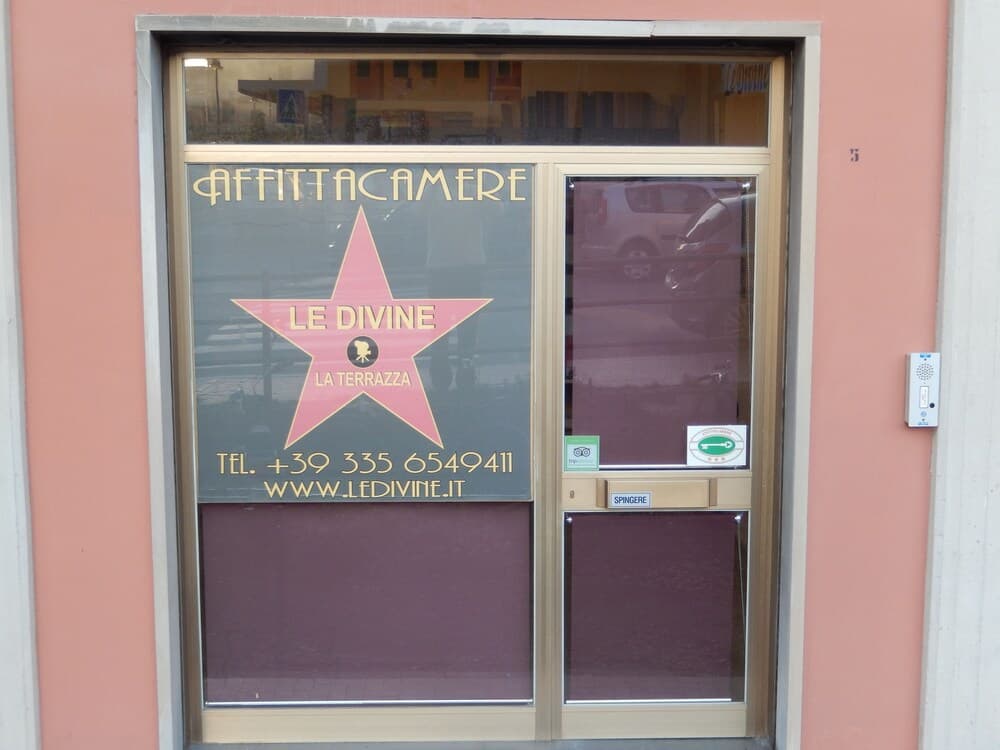 AFFITTACAMERE
LE DIVINE
LA TERRAZZA
TEL. +39 335 6549411
WWW.LEDIVINE.IT
5
SPINGERE